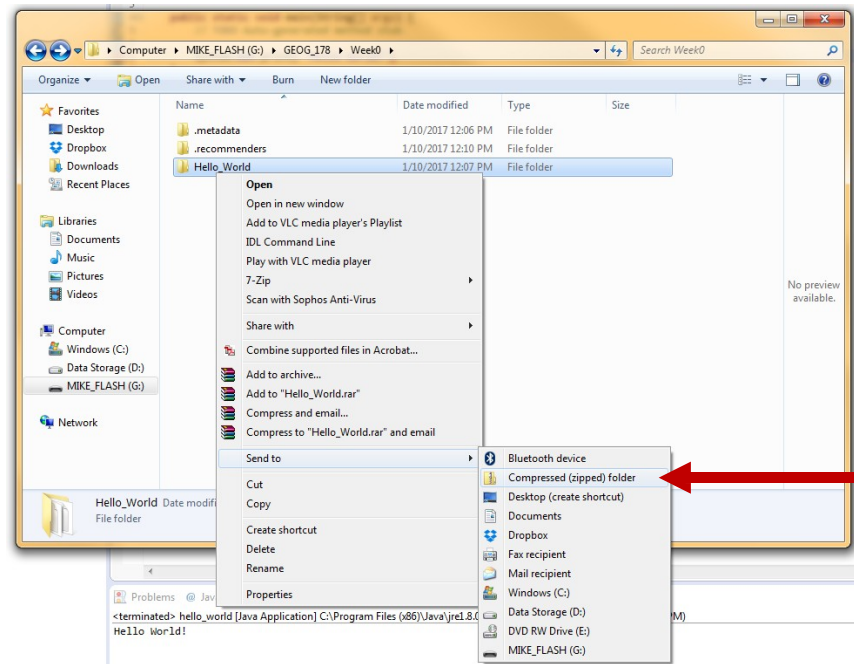 public static void main(String[] args) {
Computer ▸ MIKE_FLASH (G:) ▸ GEOG_178 ▸ Week0 ▸
Search Week0
Organize ▾ Open Share with ▾ Burn New folder
Favorites
Desktop
Dropbox
Downloads
Recent Places
Libraries
Documents
Music
Pictures
Videos
Computer
Windows (C:)
Data Storage (D:)
MIKE_FLASH (G:)
Network
Name Date modified Type Size
.metadata 1/10/2017 12:06 PM File folder
.recommenders 1/10/2017 12:10 PM File folder
Hello_World 1/10/2017 12:07 PM File folder
No preview
available.
Open
Open in new window
Add to VLC media player's Playlist
IDL Command Line
Play with VLC media player
7-Zip
Scan with Sophos Anti-Virus
Share with
Combine supported files in Acrobat...
Add to archive...
Add to "Hello_World.rar"
Compress and email...
Compress to "Hello_World.rar" and email
Send to
Cut
Copy
Create shortcut
Delete
Rename
Properties
Bluetooth device
Compressed (zipped) folder
Desktop (create shortcut)
Documents
Dropbox
Fax recipient
Mail recipient
Windows (C:)
Data Storage (D:)
DVD RW Drive (E:)
MIKE_FLASH (G:)
Hello_World Date modifi
File folder
Problems @ Jav
<terminated> hello_world [Java Application] C:\Program Files (x86)\Java\jre1.8.0 PM)
Hello World!